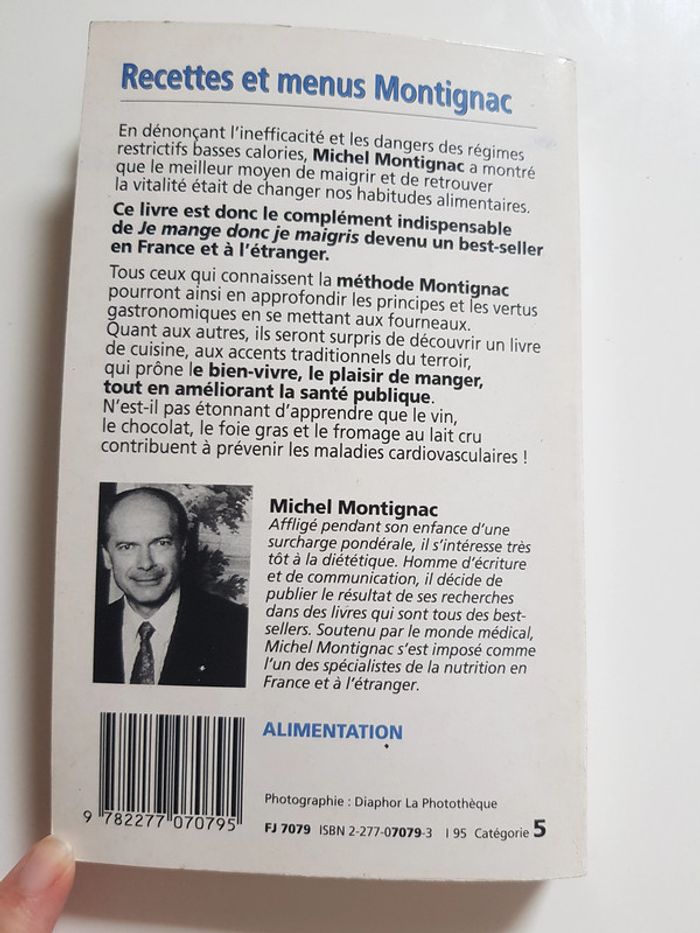 Recettes et menus Montignac
En dénonçant l'inefficacité et les dangers des régimes
restrictifs basses calories, Michel Montignac a montré
que le meilleur moyen de maigrir et de retrouver
la vitalité était de changer nos habitudes alimentaires.
Ce livre est donc le complément indispensable
de Je mange donc je maigris devenu un best-seller
en France et à l'étranger.
Tous ceux qui connaissent la méthode Montignac
pourront ainsi en approfondir les principes et les vertus
gastronomiques en se mettant aux fourneaux.
Quant aux autres, ils seront surpris de découvrir un livre
de cuisine, aux accents traditionnels du terroir,
qui prône le bien-vivre, le plaisir de manger,
tout en améliorant la santé publique.
N'est-il pas étonnant d'apprendre que le vin,
le chocolat, le foie gras et le fromage au lait cru
contribuent à prévenir les maladies cardiovasculaires !
Michel Montignac
Affligé pendant son enfance d'une
surcharge pondérale, il s'intéresse très
tôt à la diététique. Homme d'écriture
et de communication, il décide de
publier le résultat de ses recherches
dans des livres qui sont tous des best-
sellers. Soutenu par le monde médical,
Michel Montignac s'est imposé comme
l'un des spécialistes de la nutrition en
France et à l'étranger.
ALIMENTATION
Photographie : Diaphor La Photothèque
9 782277 070795
FJ 7079 ISBN 2-277-07079-3 I 95 Catégorie 5